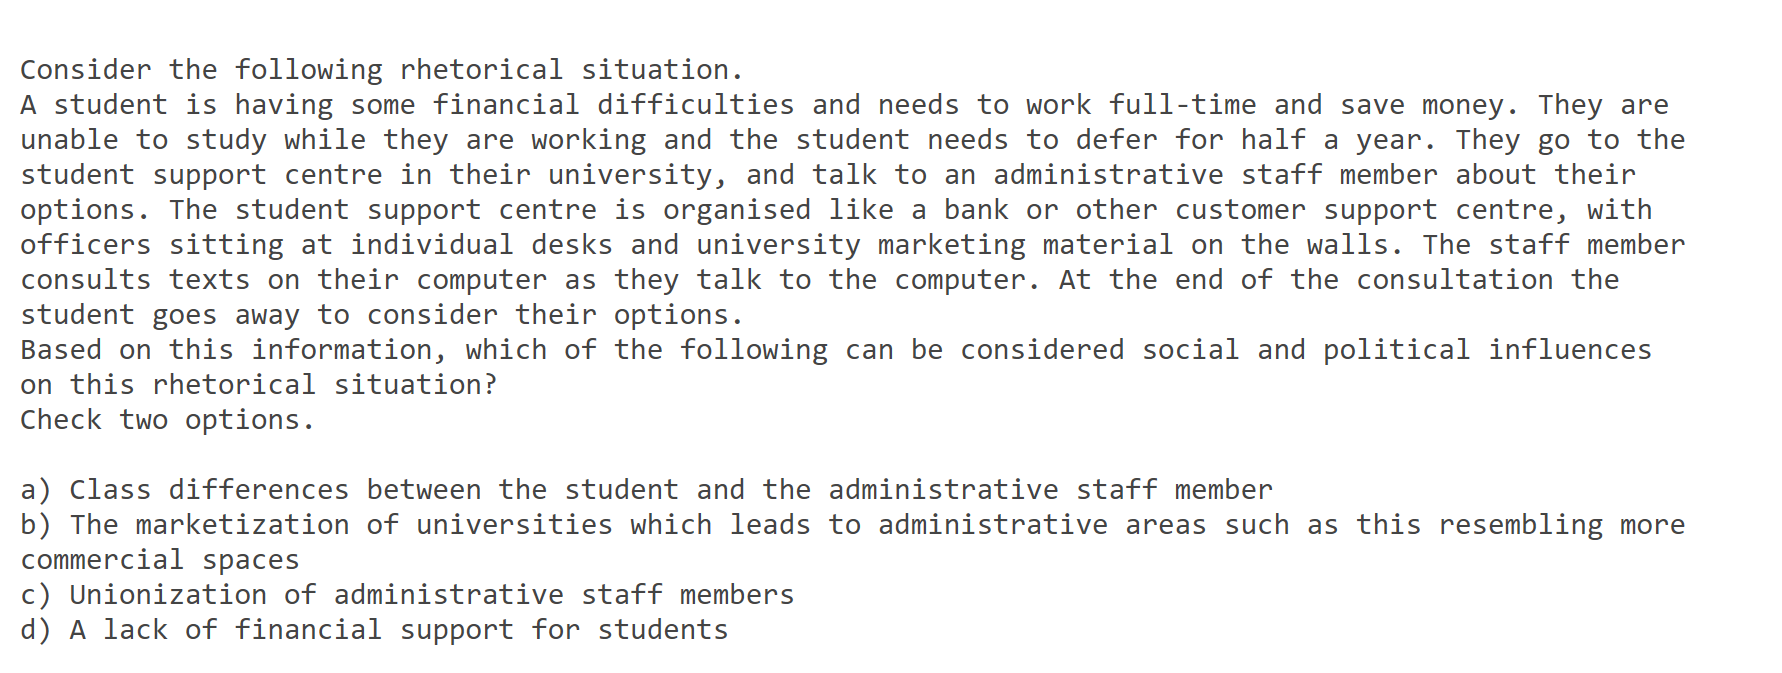 Consider the following rhetorical situation.
A student is having some financial difficulties and needs to work full-time and save money. They are
unable to study while they are working and the student needs to defer for half a year. They go to the
student support centre in their university, and talk to an administrative staff member about their
options. The student support centre is organised like a bank or other customer support centre, with
officers sitting at individual desks and university marketing material on the walls. The staff member
consults texts on their computer as they talk to the computer. At the end of the consultation the
student goes away to consider their options.
Based on this information, which of the following can be considered social and political influences
on this rhetorical situation?
Check two options.
a) Class differences between the student and the administrative staff member
b) The marketization of universities which leads to administrative areas such as this resembling more
commercial spaces
c) Unionization of administrative staff members
d) A lack of financial support for students